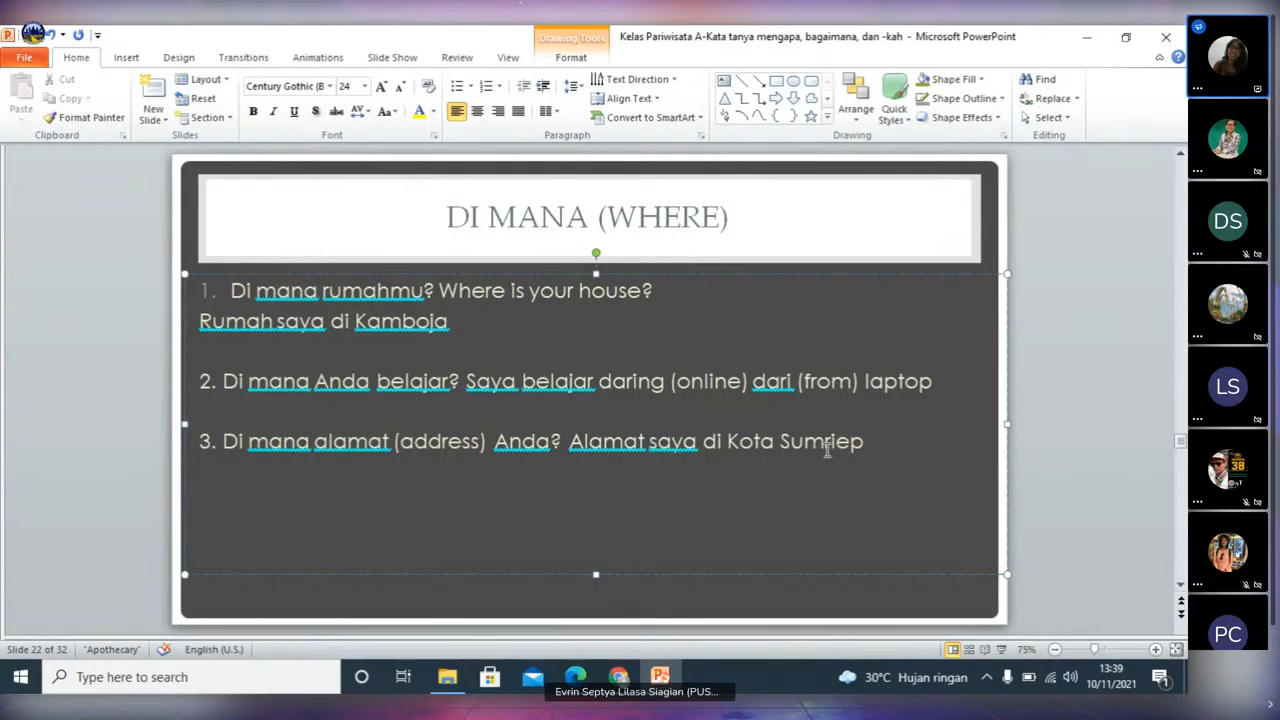 Drawing Tools
Kelas Pariwisata A-Kata tanya mengapa, bagaimana, dan -kah - Microsoft PowerPoint
File Home Insert Design Transitions Animations Slide Show Review View Format
Paste
Cut
Copy
Format Painter
Clipboard
New Slide
Layout
Reset
Section
Slides
Century Gothic (B 24
B I U S abc AV Aa A
Font
Text Direction
Align Text
Convert to SmartArt
Paragraph
Arrange
Quick Styles
Shape Fill
Shape Outline
Shape Effects
Drawing
Find
Replace
Select
Editing
DI MANA (WHERE)
1. Di mana rumahmu? Where is your house?
Rumah saya di Kamboja
2. Di mana Anda belajar? Saya belajar daring (online) dari (from) laptop
3. Di mana alamat (address) Anda? Alamat saya di Kota Sumriep
DS
LS
38
PC
Slide 22 of 32 "Apothecary" English (U.S.) 75%
Type here to search
30°C Hujan ringan
13:39
10/11/2021
1
Evrin Septya Lilasa Siagian (PUS...